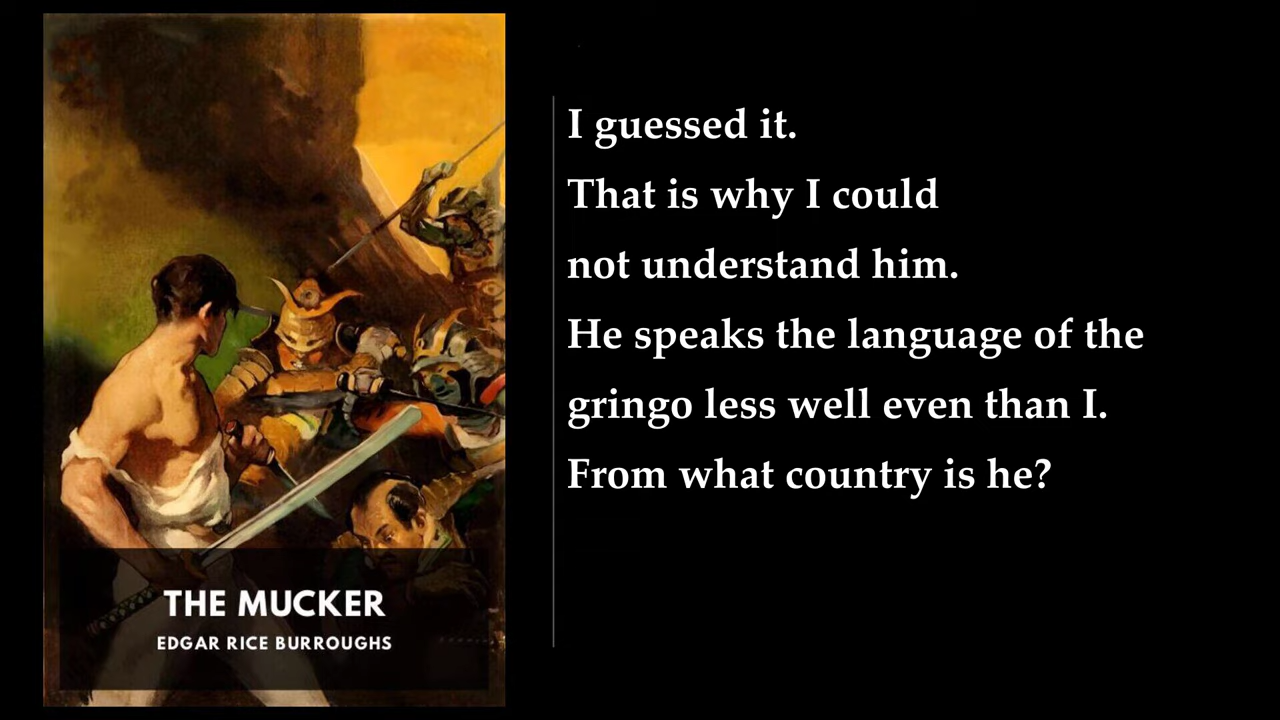 THE MUCKER
EDGAR RICE BURROUGHS
I guessed it.
That is why I could
not understand him.
He speaks the language of the
gringo less well even than I.
From what country is he?